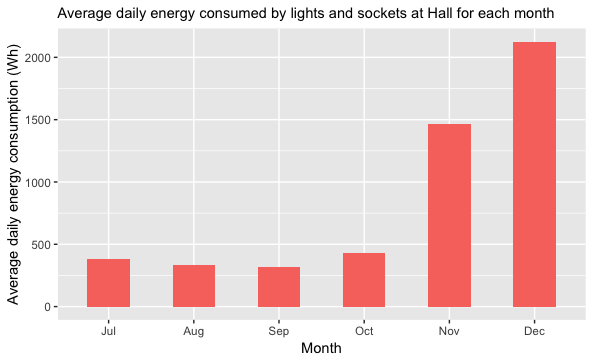 Average daily energy consumed by lights and sockets at Hall for each month
Average daily energy consumption (Wh)
2000
1500
1000
500
0
Jul Aug Sep Oct Nov Dec
Month